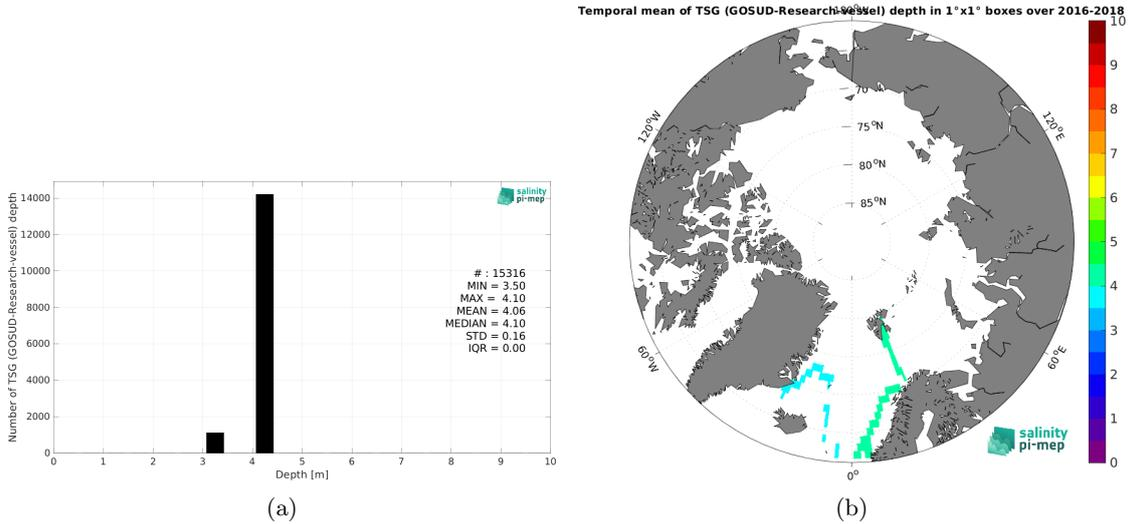 Temporal mean of TSG (GOSUD-Research-vessel) depth in 1°x1° boxes over 2016-2018
180°W
10
9
8
7
6
5
4
3
2
1
0
70
75°N
80°N
85°N
120°W
120°E
60°W
60°E
0°
salinity
pi-mep
Number of TSG (GOSUD-Research-vessel) depth
14000
12000
10000
8000
6000
4000
2000
0
salinity
pi-mep
# : 15316
MIN = 3.50
MAX = 4.10
MEAN = 4.06
MEDIAN = 4.10
STD = 0.16
IQR = 0.00
0 1 2 3 4 5 6 7 8 9 10
Depth [m]
(a)
(b)